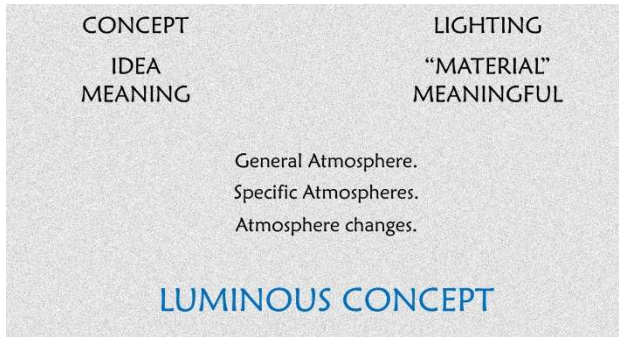 CONCEPT
LIGHTING
IDEA
MEANING
“MATERIAL”
MEANINGFUL
General Atmosphere.
Specific Atmospheres.
Atmosphere changes.
LUMINOUS CONCEPT